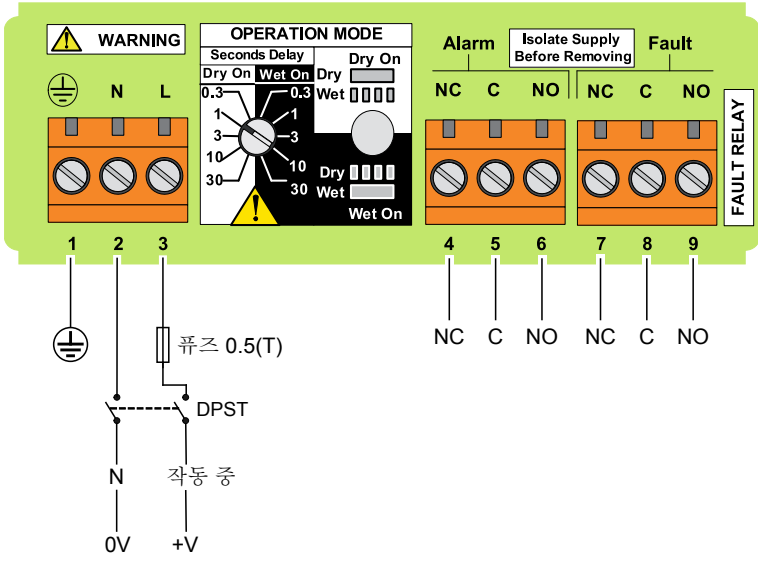 WARNING
N L
1 2 3
OPERATION MODE
Seconds Delay
Dry On Wet On
0.3 0.3
1 1
3 3
10 10
30 30
Dry On
Dry
Wet
Dry
Wet
Wet On
Alarm
Isolate Supply
Before Removing
Fault
NC C NO NC C NO
FAULT RELAY
4 5 6 7 8 9
NC C NO NC C NO
퓨즈 0.5(T)
DPST
N 작동 중
0V +V